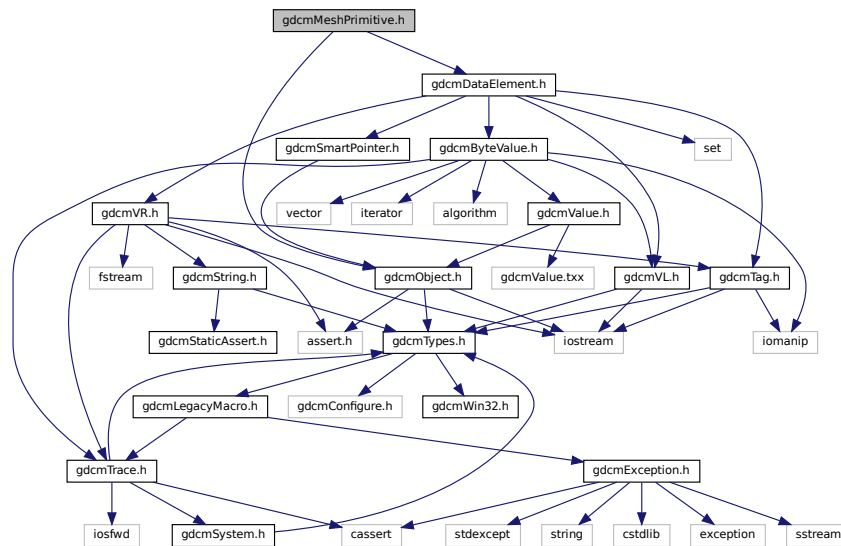 gdcmMeshPrimitive.h
gdcmDataElement.h
gdcmSmartPointer.h
gdcmByteValue.h
set
gdcmVR.h
vector
iterator
algorithm
gdcmValue.h
fstream
gdcmString.h
gdcmObject.h
gdcmValue.txx
gdcmVL.h
gdcmTag.h
gdcmStaticAssert.h
assert.h
gdcmTypes.h
iostream
iomanip
gdcmLegacyMacro.h
gdcmConfigure.h
gdcmWin32.h
gdcmTrace.h
gdcmException.h
iosfwd
gdcmSystem.h
cassert
stdexcept
string
cstdlib
exception
sstream